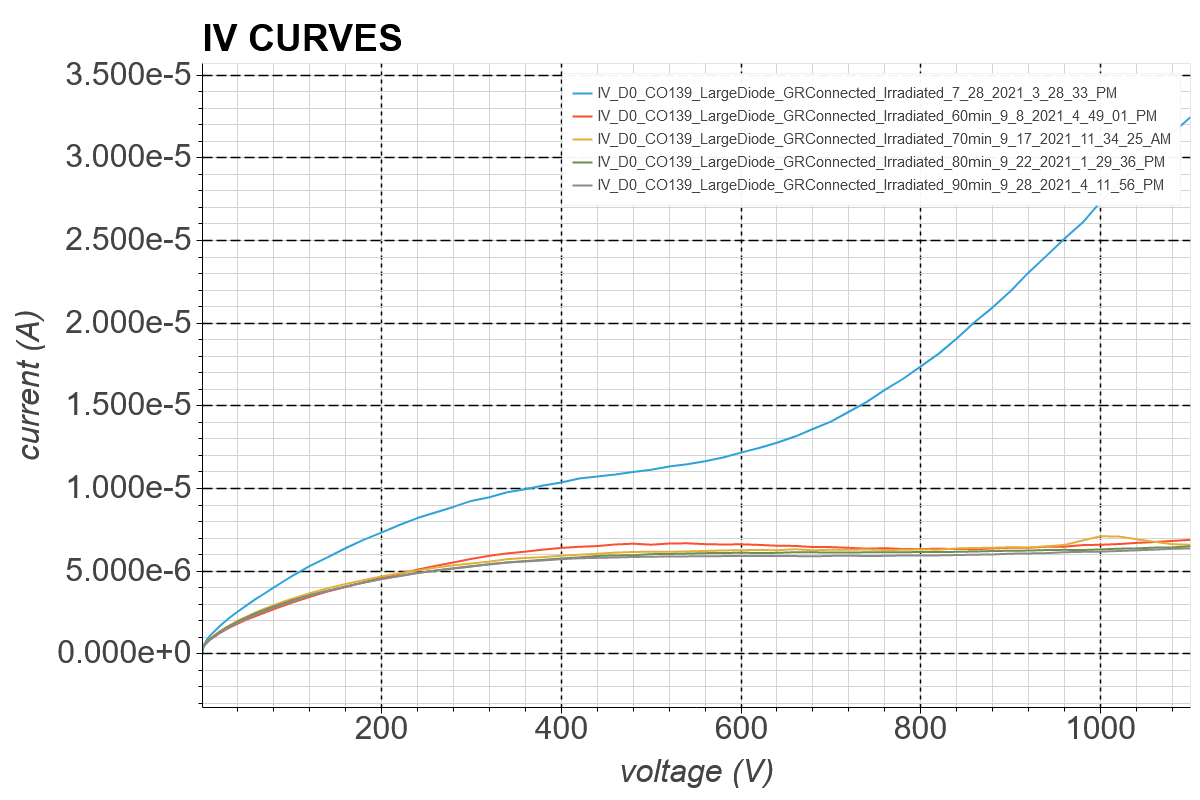 IV CURVES
3.500e-5
3.000e-5
2.500e-5
2.000e-5
1.500e-5
1.000e-5
5.000e-6
0.000e+0
current (A)
IV_D0_CO139_LargeDiode_GRConnected_Irradiated_7_28_2021_3_28_33_PM
IV_D0_CO139_LargeDiode_GRConnected_Irradiated_60min_9_8_2021_4_49_01_PM
IV_D0_CO139_LargeDiode_GRConnected_Irradiated_70min_9_17_2021_11_34_25_AM
IV_D0_CO139_LargeDiode_GRConnected_Irradiated_80min_9_22_2021_1_29_36_PM
IV_D0_CO139_LargeDiode_GRConnected_Irradiated_90min_9_28_2021_4_11_56_PM
200 400 600 800 1000
voltage (V)